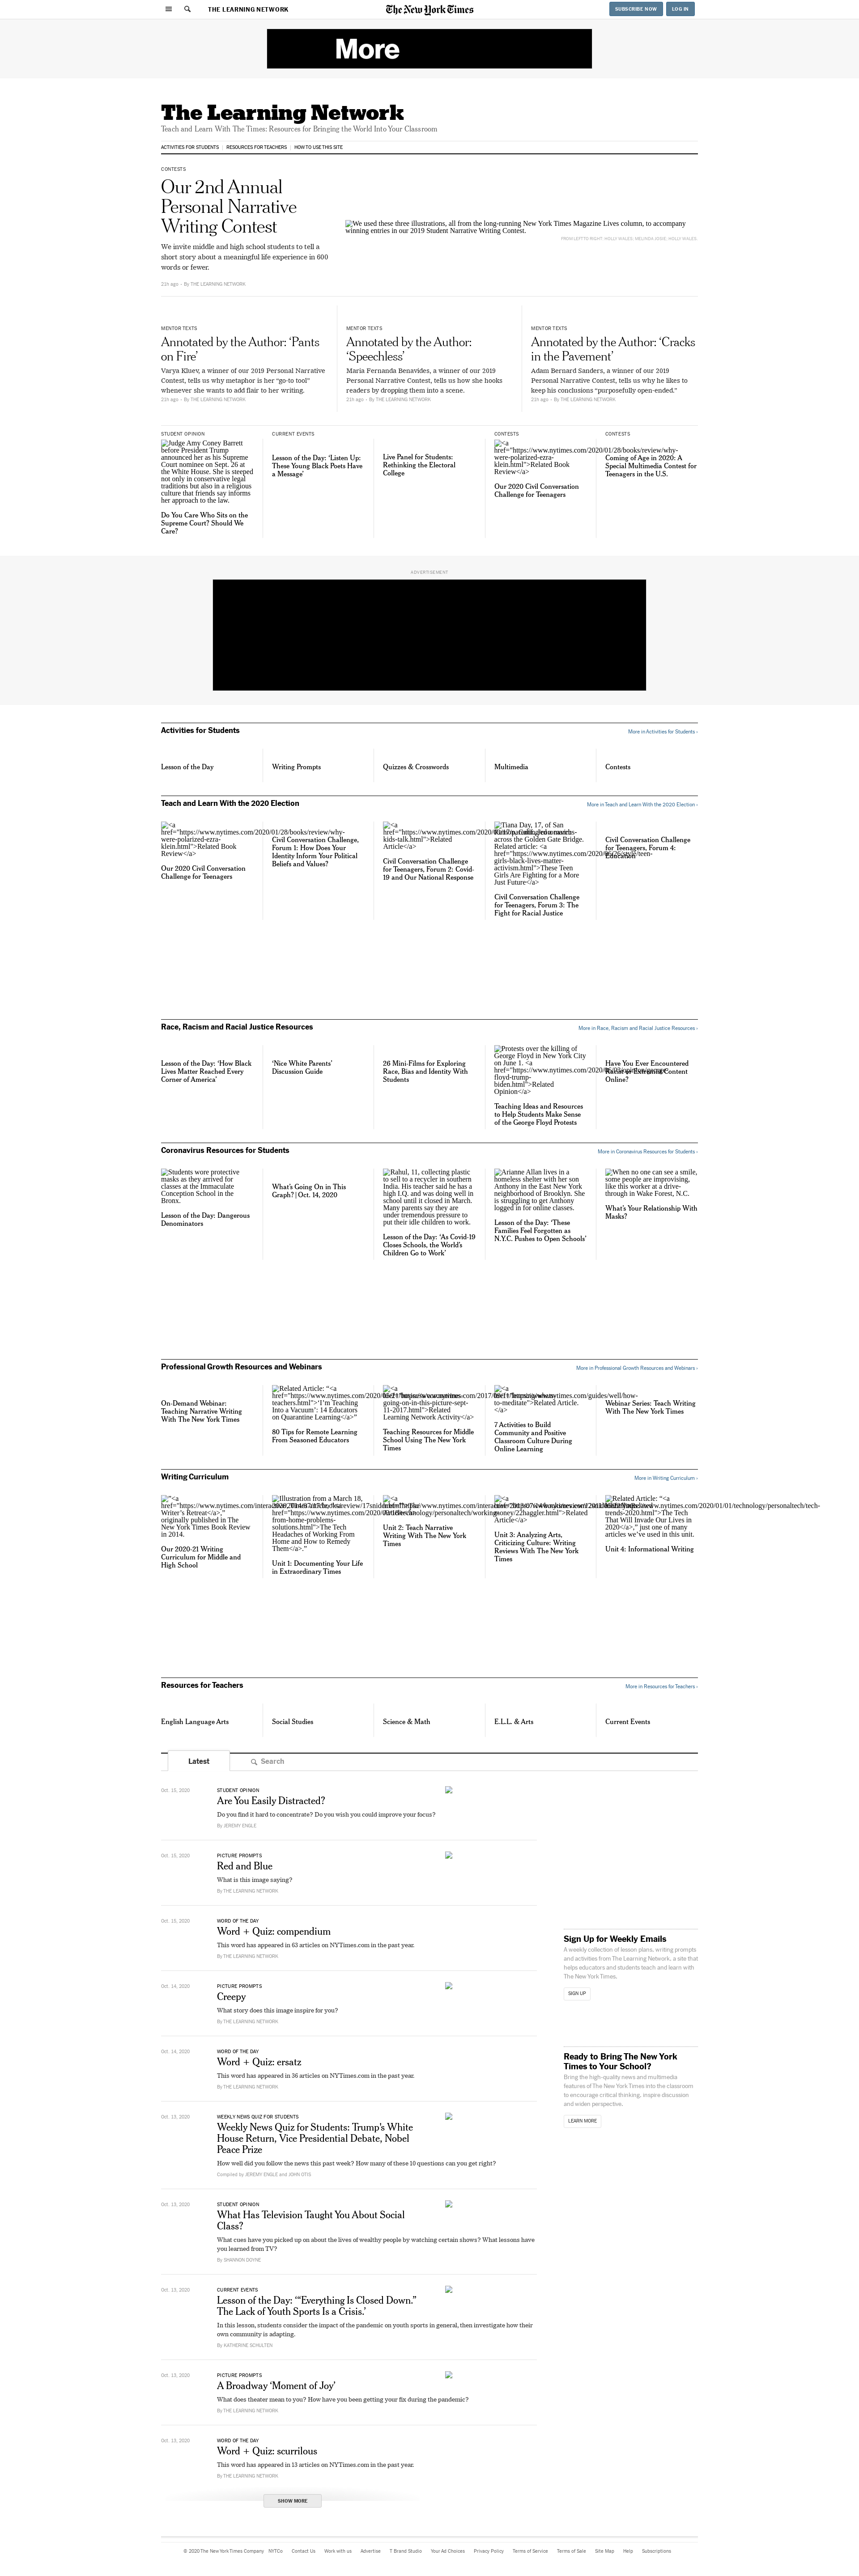 THE LEARNING NETWORK
The New York Times
SUBSCRIBE NOW
LOG IN
More
The Learning Network
Teach and Learn With The Times: Resources for Bringing the World Into Your Classroom
ACTIVITIES FOR STUDENTS | RESOURCES FOR TEACHERS | HOW TO USE THIS SITE
CONTESTS
Our 2nd Annual
Personal Narrative
Writing Contest
We invite middle and high school students to tell a
short story about a meaningful life experience in 600
words or fewer.
21h ago - By THE LEARNING NETWORK
We used these three illustrations, all from the long-running New York Times Magazine Lives column, to accompany
winning entries in our 2019 Student Narrative Writing Contest.
MENTOR TEXTS
Annotated by the Author: ‘Pants
on Fire’
Varya Kluev, a winner of our 2019 Personal Narrative
Contest, tells us why metaphor is her “go-to tool”
whenever she wants to add flair to her writing.
21h ago - By THE LEARNING NETWORK
MENTOR TEXTS
Annotated by the Author:
‘Speechless’
Maria Fernanda Benavides, a winner of our 2019
Personal Narrative Contest, tells us how she hooks
readers by dropping them into a scene.
21h ago - By THE LEARNING NETWORK
MENTOR TEXTS
Annotated by the Author: ‘Cracks
in the Pavement’
Adam Bernard Sanders, a winner of our 2019
Personal Narrative Contest, tells us why he likes to
keep his conclusions “purposefully open-ended.”
21h ago - By THE LEARNING NETWORK
STUDENT OPINION
Judge Amy Coney Barrett
before President Trump
announced her as his Supreme
Court nominee on Sept. 26 at
the White House. She is steeped
not only in conservative legal
traditions but also in a religious
culture that friends say informs
her approach to the law.
Do You Care Who Sits on the
Supreme Court? Should We
Care?
CURRENT EVENTS
Lesson of the Day: ‘Listen Up:
These Young Black Poets Have
a Message’
Live Panel for Students:
Rethinking the Electoral
College
CONTESTS
<a
href="https://www.nytimes.com/2020/01/28/books/review/why-
were-polarized-ezra-
klein.html">Related Book
Review</a>
Our 2020 Civil Conversation
Challenge for Teenagers
CONTESTS
Coming of Age in 2020: A
Special Multimedia Contest for
Teenagers in the U.S.
ADVERTISEMENT
Activities for Students
More in Activities for Students ›
Lesson of the Day
Writing Prompts
Quizzes & Crosswords
Multimedia
Contests
Teach and Learn With the 2020 Election
More in Teach and Learn With the 2020 Election ›
<a
href="https://www.nytimes.com/2020/01/28/books/review/why-
were-polarized-ezra-
klein.html">Related Book
Review</a>
Our 2020 Civil Conversation
Challenge for Teenagers
Civil Conversation Challenge,
Forum 1: How Does Your
Identity Inform Your Political
Beliefs and Values?
<a
kids-talk.html">Related
Article</a>
Civil Conversation Challenge
for Teenagers, Forum 2: Covid-
19 and Our National Response
Tiana Day, 17, of San
across the Golden Gate Bridge.
Related article: <a
girls-black-lives-matter-
activism.html">These Teen
Girls Are Fighting for a More
Just Future</a>
Civil Conversation Challenge
for Teenagers, Forum 3: The
Fight for Racial Justice
Civil Conversation Challenge
for Teenagers, Forum 4:
Education
Race, Racism and Racial Justice Resources
More in Race, Racism and Racial Justice Resources ›
Lesson of the Day: ‘How Black
Lives Matter Reached Every
Corner of America’
‘Nice White Parents’
Discussion Guide
26 Mini-Films for Exploring
Race, Bias and Identity With
Students
Protests over the killing of
George Floyd in New York City
on June 1. <a
floyd-trump-
biden.html">Related
Opinion</a>
Teaching Ideas and Resources
to Help Students Make Sense
of the George Floyd Protests
Have You Ever Encountered
Racist or Extremist Content
Online?
Coronavirus Resources for Students
More in Coronavirus Resources for Students ›
Students wore protective
masks as they arrived for
classes at the Immaculate
Conception School in the
Bronx.
Lesson of the Day: Dangerous
Denominators
What’s Going On in This
Graph? | Oct. 14, 2020
Rahul, 11, collecting plastic
to sell to a recycler in southern
India. His teacher said he has a
high I.Q. and was doing well in
school until it closed in March.
Many parents say they are
under tremendous pressure to
put their idle children to work.
Lesson of the Day: ‘As Covid-19
Closes Schools, the World’s
Children Go to Work’
Arianne Allan lives in a
homeless shelter with her son
Anthony in the East New York
neighborhood of Brooklyn. She
is struggling to get Anthony
logged in for online classes.
Lesson of the Day: ‘These
Families Feel Forgotten as
N.Y.C. Pushes to Open Schools’
When no one can see a smile,
some people are improvising,
like this worker at a drive-
through in Wake Forest, N.C.
What’s Your Relationship With
Masks?
Professional Growth Resources and Webinars
More in Professional Growth Resources and Webinars ›
On-Demand Webinar:
Teaching Narrative Writing
With The New York Times
Related Article: “<a
teachers.html">‘I’m Teaching
Into a Vacuum’: 14 Educators
on Quarantine Learning</a>”
80 Tips for Remote Learning
From Seasoned Educators
<a
going-on-in-this-picture-sept-
11-2017.html">Related
Learning Network Activity</a>
Teaching Resources for Middle
School Using The New York
Times
<a
to-meditate">Related Article.
</a>
7 Activities to Build
Community and Positive
Classroom Culture During
Online Learning
Webinar Series: Teach Writing
With The New York Times
Writing Curriculum
More in Writing Curriculum ›
“<a
Writer’s Retreat</a>,”
originally published in The
New York Times Book Review
in 2014.
Our 2020-21 Writing
Curriculum for Middle and
High School
Illustration from a March 18,
from-home-problems-
solutions.html">The Tech
Headaches of Working From
Home and How to Remedy
Them</a>.”
Unit 1: Documenting Your Life
in Extraordinary Times
Unit 2: Teach Narrative
Writing With The New York
Times
<a
money/22haggler.html">Related
Article</a>
Unit 3: Analyzing Arts,
Criticizing Culture: Writing
Reviews With The New York
Times
Related Article: “<a
trends-2020.html">The Tech
That Will Invade Our Lives in
2020</a>,” just one of many
articles we’ve used in this unit.
Unit 4: Informational Writing
Resources for Teachers
More in Resources for Teachers ›
English Language Arts
Social Studies
Science & Math
E.L.L. & Arts
Current Events
Latest
Search
Oct. 15, 2020
STUDENT OPINION
Are You Easily Distracted?
Do you find it hard to concentrate? Do you wish you could improve your focus?
By JEREMY ENGLE
Oct. 15, 2020
PICTURE PROMPTS
Red and Blue
What is this image saying?
By THE LEARNING NETWORK
Oct. 15, 2020
WORD OF THE DAY
Word + Quiz: compendium
This word has appeared in 63 articles on NYTimes.com in the past year.
By THE LEARNING NETWORK
Oct. 14, 2020
PICTURE PROMPTS
Creepy
What story does this image inspire for you?
By THE LEARNING NETWORK
Oct. 14, 2020
WORD OF THE DAY
Word + Quiz: ersatz
This word has appeared in 36 articles on NYTimes.com in the past year.
By THE LEARNING NETWORK
Oct. 13, 2020
WEEKLY NEWS QUIZ FOR STUDENTS
Weekly News Quiz for Students: Trump’s White
House Return, Vice Presidential Debate, Nobel
Peace Prize
How well did you follow the news this past week? How many of these 10 questions can you get right?
Compiled by JEREMY ENGLE and JOHN OTIS
Oct. 13, 2020
STUDENT OPINION
What Has Television Taught You About Social
Class?
What cues have you picked up on about the lives of wealthy people by watching certain shows? What lessons have
you learned from TV?
By SHANNON DOYNE
Oct. 13, 2020
CURRENT EVENTS
Lesson of the Day: ‘“Everything Is Closed Down.”
The Lack of Youth Sports Is a Crisis.’
In this lesson, students consider the impact of the pandemic on youth sports in general, then investigate how their
own community is adapting.
By KATHERINE SCHULTEN
Oct. 13, 2020
PICTURE PROMPTS
A Broadway ‘Moment of Joy’
What does theater mean to you? How have you been getting your fix during the pandemic?
By THE LEARNING NETWORK
Oct. 13, 2020
WORD OF THE DAY
Word + Quiz: scurrilous
This word has appeared in 13 articles on NYTimes.com in the past year.
By THE LEARNING NETWORK
SHOW MORE
Sign Up for Weekly Emails
A weekly collection of lesson plans, writing prompts
and activities from The Learning Network, a site that
helps educators and students teach and learn with
The New York Times.
SIGN UP
Ready to Bring The New York
Times to Your School?
Bring the high-quality news and multimedia
features of The New York Times into the classroom
to encourage critical thinking, inspire discussion
and widen perspective.
LEARN MORE
© 2020 The New York Times Company NYTCo Contact Us Work with us Advertise T Brand Studio Your Ad Choices Privacy Policy Terms of Service Terms of Sale Site Map Help Subscriptions